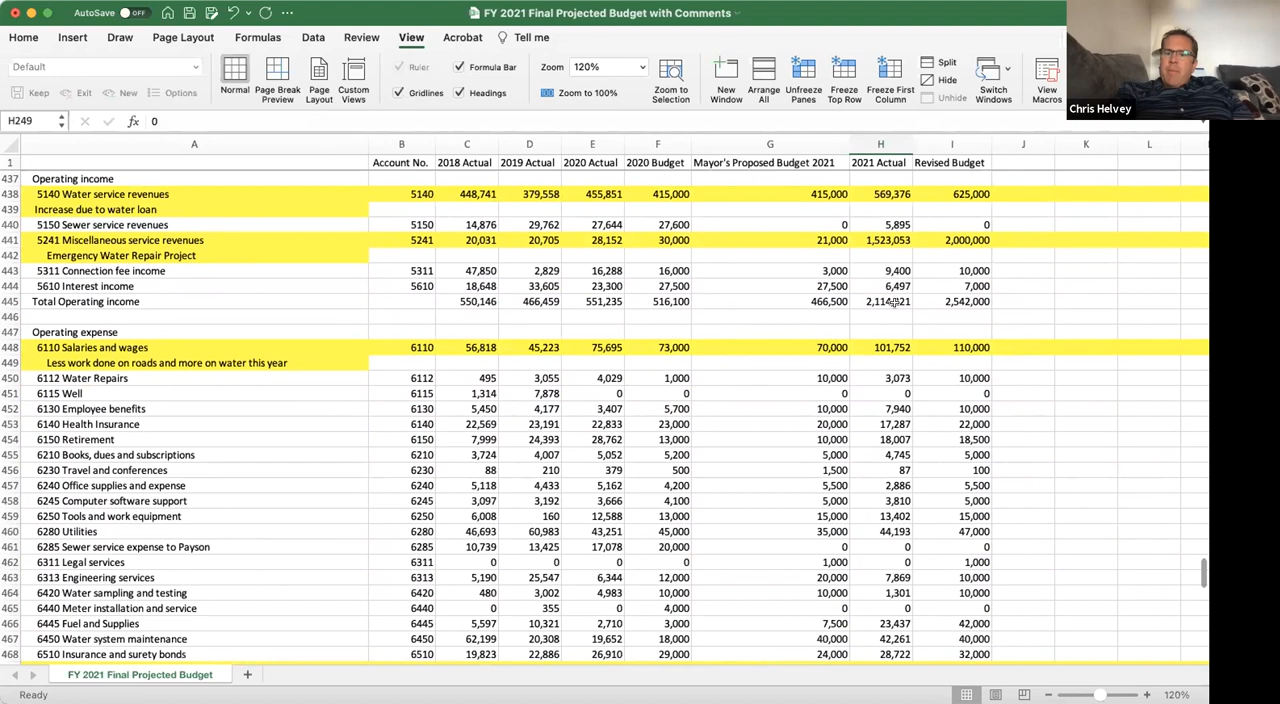 AutoSave OFF FY 2021 Final Projected Budget with Comments
Home Insert Draw Page Layout Formulas Data Review View Acrobat Tell me
Default
Keep Exit New Options
Normal Page Break Preview Page Layout Custom Views
Ruler Formula Bar
Gridlines Headings
Zoom 120%
Zoom to 100%
Zoom to Selection
New Window Arrange All Unfreeze Panes Freeze Top Row Freeze First Column
Split
Hide
Unhide
Switch Windows View Macros
Chris Helvey
H249 fx 0
A B C D E F G H I J K L
1 Account No. 2018 Actual 2019 Actual 2020 Actual 2020 Budget Mayor's Proposed Budget 2021 2021 Actual Revised Budget
437 Operating income
438 5140 Water service revenues 5140 448,741 379,558 455,851 415,000 415,000 569,376 625,000
439 Increase due to water loan
440 5150 Sewer service revenues 5150 14,876 29,762 27,644 27,600 0 5,895 0
441 5241 Miscellaneous service revenues 5241 20,031 20,705 28,152 30,000 21,000 1,523,053 2,000,000
442 Emergency Water Repair Project
443 5311 Connection fee income 5311 47,850 2,829 16,288 16,000 3,000 9,400 10,000
444 5610 Interest income 5610 18,648 33,605 23,300 27,500 27,500 6,497 7,000
445 Total Operating income 550,146 466,459 551,235 516,100 466,500 2,542,000
446
447 Operating expense
448 6110 Salaries and wages 6110 56,818 45,223 75,695 73,000 70,000 101,752 110,000
449 Less work done on roads and more on water this year
450 6112 Water Repairs 6112 495 3,055 4,029 1,000 10,000 3,073 10,000
451 6115 Well 6115 1,314 7,878 0 0 0 0 0
452 6130 Employee benefits 6130 5,450 4,177 3,407 5,700 10,000 7,940 10,000
453 6140 Health Insurance 6140 22,569 23,191 22,833 23,000 20,000 17,287 22,000
454 6150 Retirement 6150 7,999 24,393 28,762 13,000 10,000 18,007 18,500
455 6210 Books, dues and subscriptions 6210 3,724 4,007 5,052 5,200 5,000 4,745 5,000
456 6230 Travel and conferences 6230 88 210 379 500 1,500 87 100
457 6240 Office supplies and expense 6240 5,118 4,433 5,162 4,200 5,500 2,886 5,500
458 6245 Computer software support 6245 3,097 3,192 3,666 4,100 5,000 3,810 5,000
459 6250 Tools and work equipment 6250 6,008 160 12,588 13,000 15,000 13,402 15,000
460 6280 Utilities 6280 46,693 60,983 43,251 45,000 35,000 44,193 47,000
461 6285 Sewer service expense to Payson 6285 10,739 13,425 17,078 20,000 0 0 0
462 6311 Legal services 6311 0 0 0 0 1,000 0 1,000
463 6313 Engineering services 6313 5,190 25,547 6,344 12,000 20,000 7,869 10,000
464 6420 Water sampling and testing 6420 480 3,002 4,983 10,000 10,000 1,301 10,000
465 6440 Meter installation and service 6440 0 355 0 4,000 0 0 0
466 6445 Fuel and Supplies 6445 5,597 10,321 2,710 3,000 7,500 23,437 42,000
467 6450 Water system maintenance 6450 62,199 20,308 19,652 18,000 40,000 42,261 40,000
468 6510 Insurance and surety bonds 6510 19,823 22,886 26,910 29,000 24,000 28,722 32,000
FY 2021 Final Projected Budget
Ready 120%